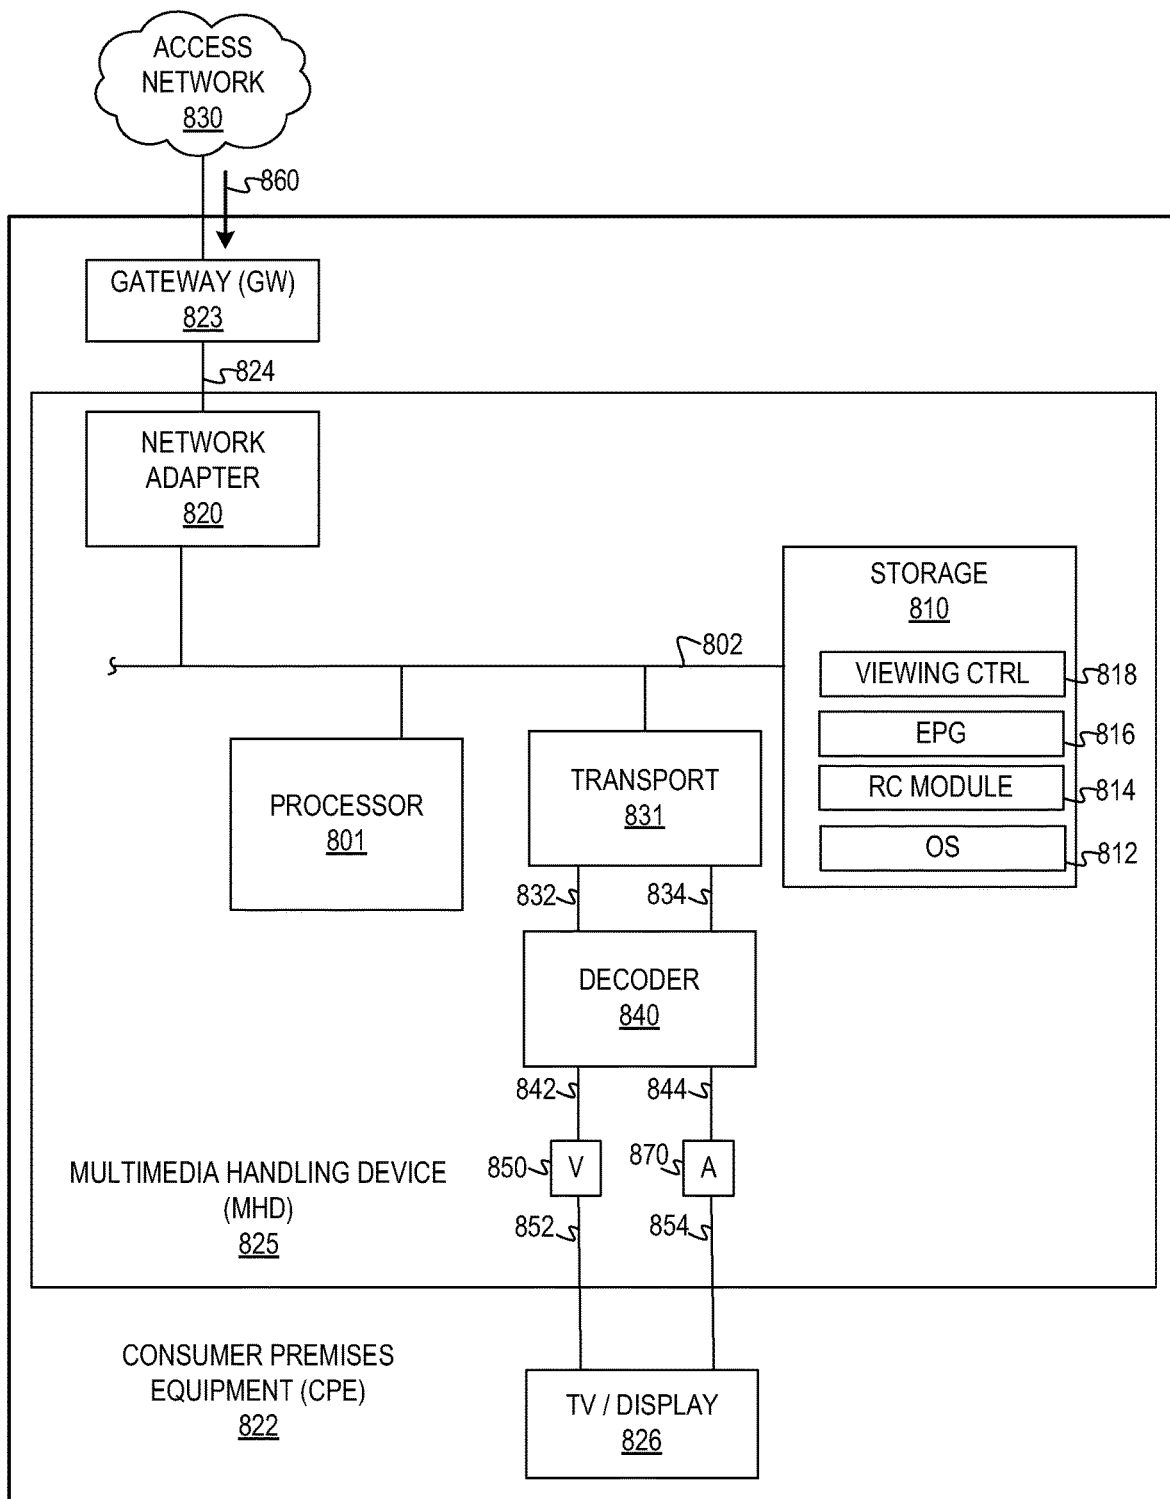 ACCESS
NETWORK
830
860
GATEWAY (GW)
823
824
NETWORK
ADAPTER
820
STORAGE
810
802
VIEWING CTRL
818
EPG
816
RC MODULE
814
OS
812
PROCESSOR
801
TRANSPORT
831
832
834
DECODER
840
842
844
850
V
870
A
852
854
MULTIMEDIA HANDLING DEVICE
(MHD)
825
CONSUMER PREMISES
EQUIPMENT (CPE)
822
TV / DISPLAY
826